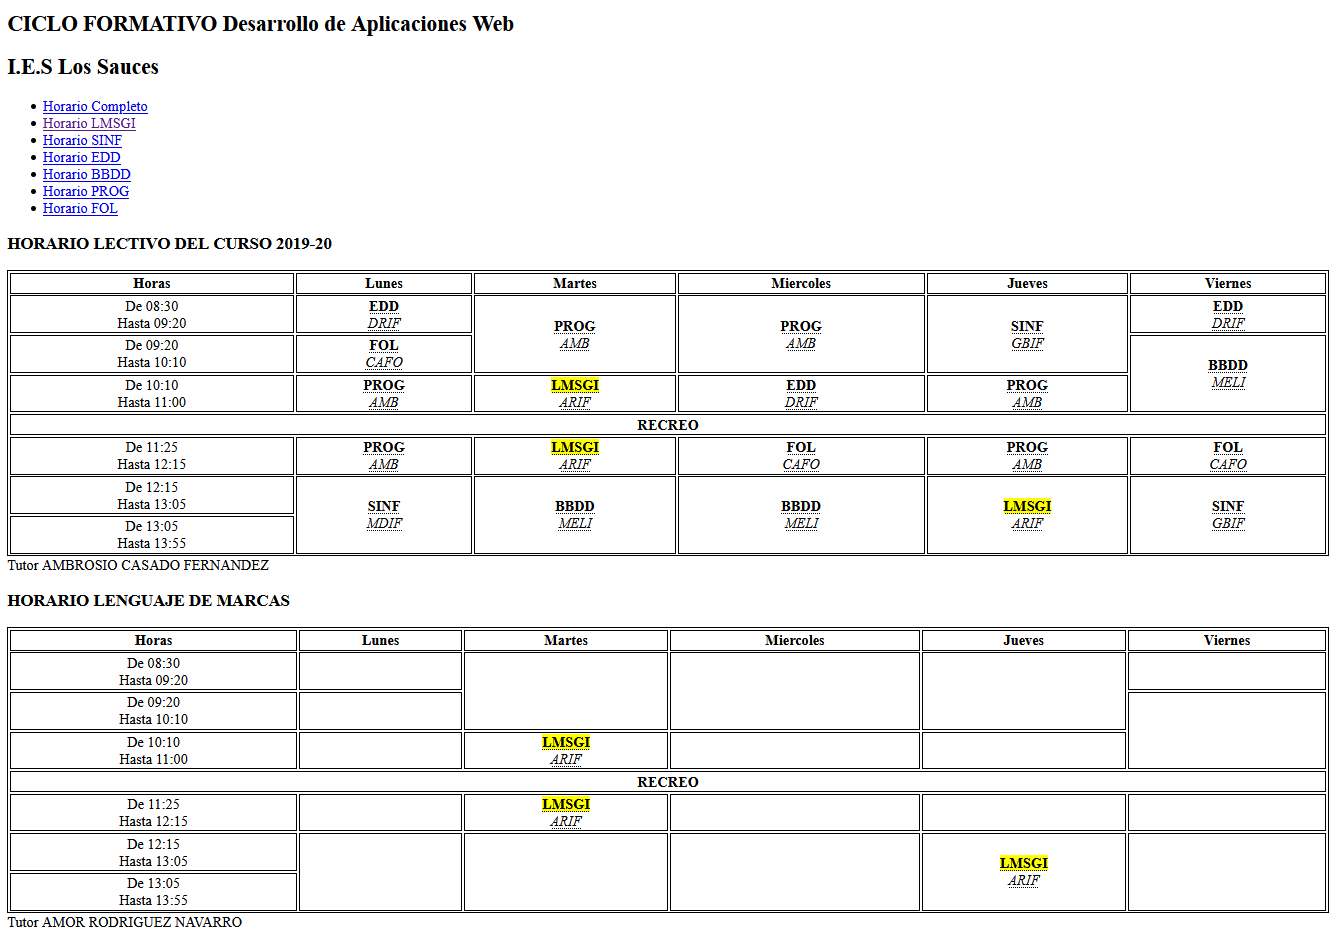 CICLO FORMATIVO Desarrollo de Aplicaciones Web
I.E.S Los Sauces
Horario Completo
Horario LMSGI
Horario SINF
Horario EDD
Horario BBDD
Horario PROG
Horario FOL
HORARIO LECTIVO DEL CURSO 2019-20
Horas Lunes Martes Miercoles Jueves Viernes
De 08:30 EDD EDD
Hasta 09:20 DRIF DRIF
PROG PROG SINF
AMB AMB GBIF
De 09:20 FOL
Hasta 10:10 CAFO
BBDD
MELI
De 10:10 PROG LMSGI EDD PROG
Hasta 11:00 AMB ARIF DRIF AMB
RECREO
De 11:25 PROG LMSGI FOL PROG FOL
Hasta 12:15 AMB ARIF CAFO AMB CAFO
De 12:15
Hasta 13:05
SINF BBDD BBDD LMSGI SINF
MDIF MELI MELI ARIF GBIF
De 13:05
Hasta 13:55
Tutor AMBROSIO CASADO FERNANDEZ
HORARIO LENGUAJE DE MARCAS
Horas Lunes Martes Miercoles Jueves Viernes
De 08:30
Hasta 09:20
De 09:20
Hasta 10:10
De 10:10 LMSGI
Hasta 11:00 ARIF
RECREO
De 11:25 LMSGI
Hasta 12:15 ARIF
De 12:15
Hasta 13:05
LMSGI
ARIF
De 13:05
Hasta 13:55
Tutor AMOR RODRIGUEZ NAVARRO